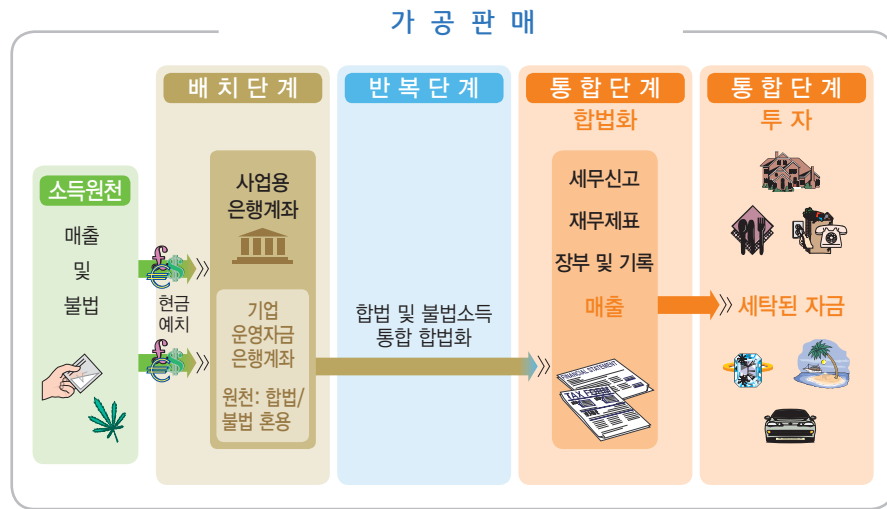 가 공 판 매
배 치 단 계
반 복 단 계
통 합 단 계
통 합 단 계
합법화
투 자
소득원천
매출
및
불법
현금
예치
사업용
은행계좌
기업
운영자금
은행계좌
원천: 합법/
불법 혼용
합법 및 불법소득
통합 합법화
세무신고
재무제표
장부 및 기록
매출
FINANCIAL STATEMENT
TAX FORM
세탁된 자금